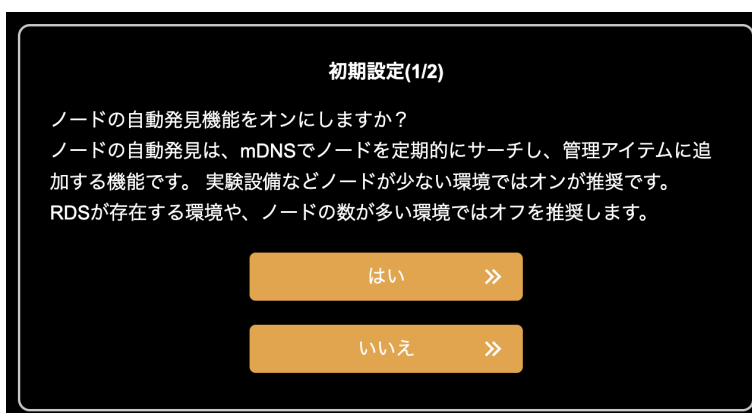 初期設定(1/2)
ノードの自動発見機能をオンにしますか？
ノードの自動発見は、mDNSでノードを定期的にサーチし、管理アイテムに追
加する機能です。 実験設備などノードが少ない環境ではオンが推奨です。
RDSが存在する環境や、ノードの数が多い環境ではオフを推奨します。
はい
いいえ